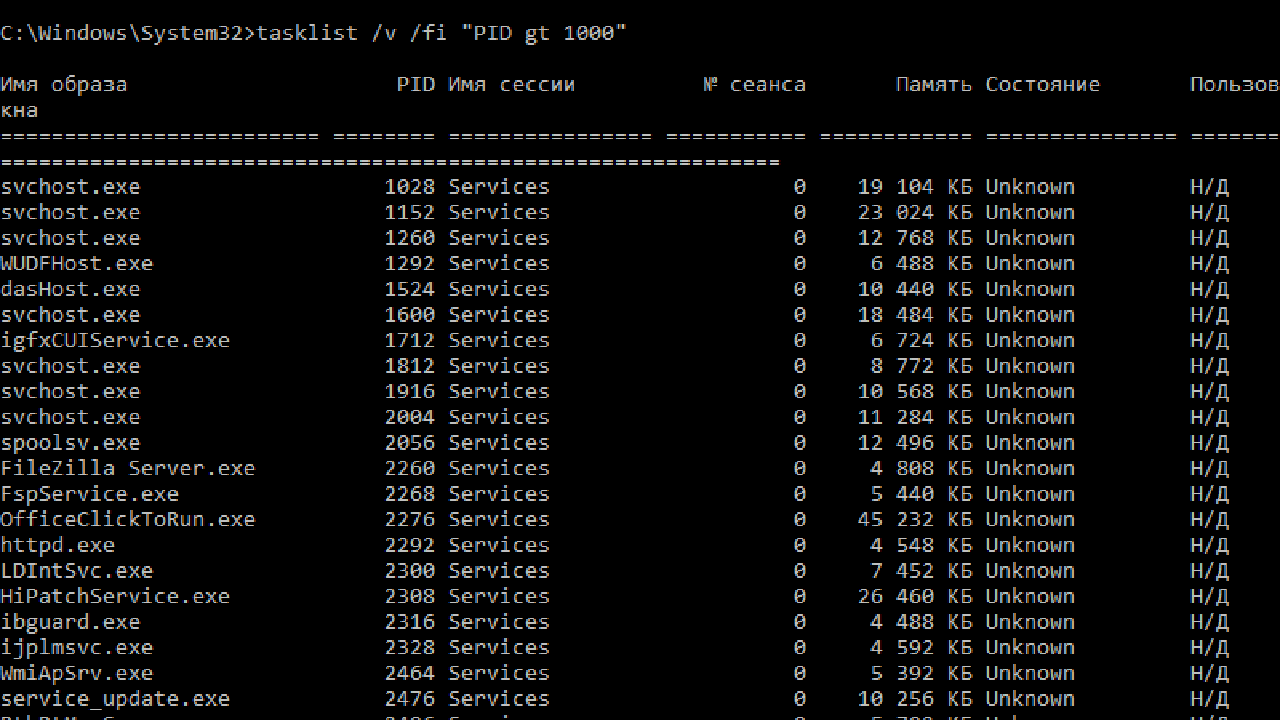 C:\Windows\System32>tasklist /v /fi "PID gt 1000"
Имя образа PID Имя сессии № сеанса Память Состояние Пользов
кна
========================= ======== ================ =========== ============ =============== =======
=============================================================
svchost.exe 1028 Services 0 19 104 КБ Unknown Н/Д
svchost.exe 1152 Services 0 23 024 КБ Unknown Н/Д
svchost.exe 1260 Services 0 12 768 КБ Unknown Н/Д
WUDFHost.exe 1292 Services 0 6 488 КБ Unknown Н/Д
dasHost.exe 1524 Services 0 10 440 КБ Unknown Н/Д
svchost.exe 1600 Services 0 18 484 КБ Unknown Н/Д
igfxCUIService.exe 1712 Services 0 6 724 КБ Unknown Н/Д
svchost.exe 1812 Services 0 8 772 КБ Unknown Н/Д
svchost.exe 1916 Services 0 10 568 КБ Unknown Н/Д
svchost.exe 2004 Services 0 11 284 КБ Unknown Н/Д
spoolsv.exe 2056 Services 0 12 496 КБ Unknown Н/Д
FileZilla Server.exe 2260 Services 0 4 808 КБ Unknown Н/Д
FspService.exe 2268 Services 0 5 440 КБ Unknown Н/Д
OfficeClickToRun.exe 2276 Services 0 45 232 КБ Unknown Н/Д
httpd.exe 2292 Services 0 4 548 КБ Unknown Н/Д
LDIntSvc.exe 2300 Services 0 7 452 КБ Unknown Н/Д
HiPatchService.exe 2308 Services 0 26 460 КБ Unknown Н/Д
ibguard.exe 2316 Services 0 4 488 КБ Unknown Н/Д
ijplmsvc.exe 2328 Services 0 4 592 КБ Unknown Н/Д
WmiApSrv.exe 2464 Services 0 5 392 КБ Unknown Н/Д
service_update.exe 2476 Services 0 10 256 КБ Unknown Н/Д